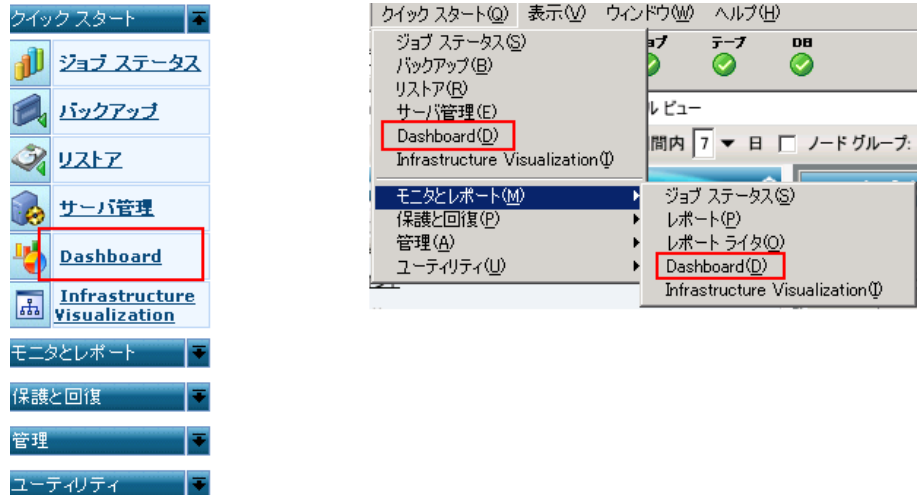 クイック スタート
ジョブ ステータス
バックアップ
リストア
サーバ管理
Dashboard
Infrastructure
Visualization
モニタとレポート
保護と回復
管理
ユーティリティ
クイック スタート(Q) 表示(V) ウィンドウ(W) ヘルプ(H)
ジョブ ステータス(S)
バックアップ(B)
リストア(R)
サーバ管理(E)
Dashboard(D)
Infrastructure Visualization(I)
モニタとレポート(M)
保護と回復(P)
管理(A)
ユーティリティ(U)
テープ DB
ル ビュー
間内 7 日 ノード グループ:
ジョブ ステータス(S)
レポート(P)
レポート ライタ(O)
Dashboard(D)
Infrastructure Visualization(I)